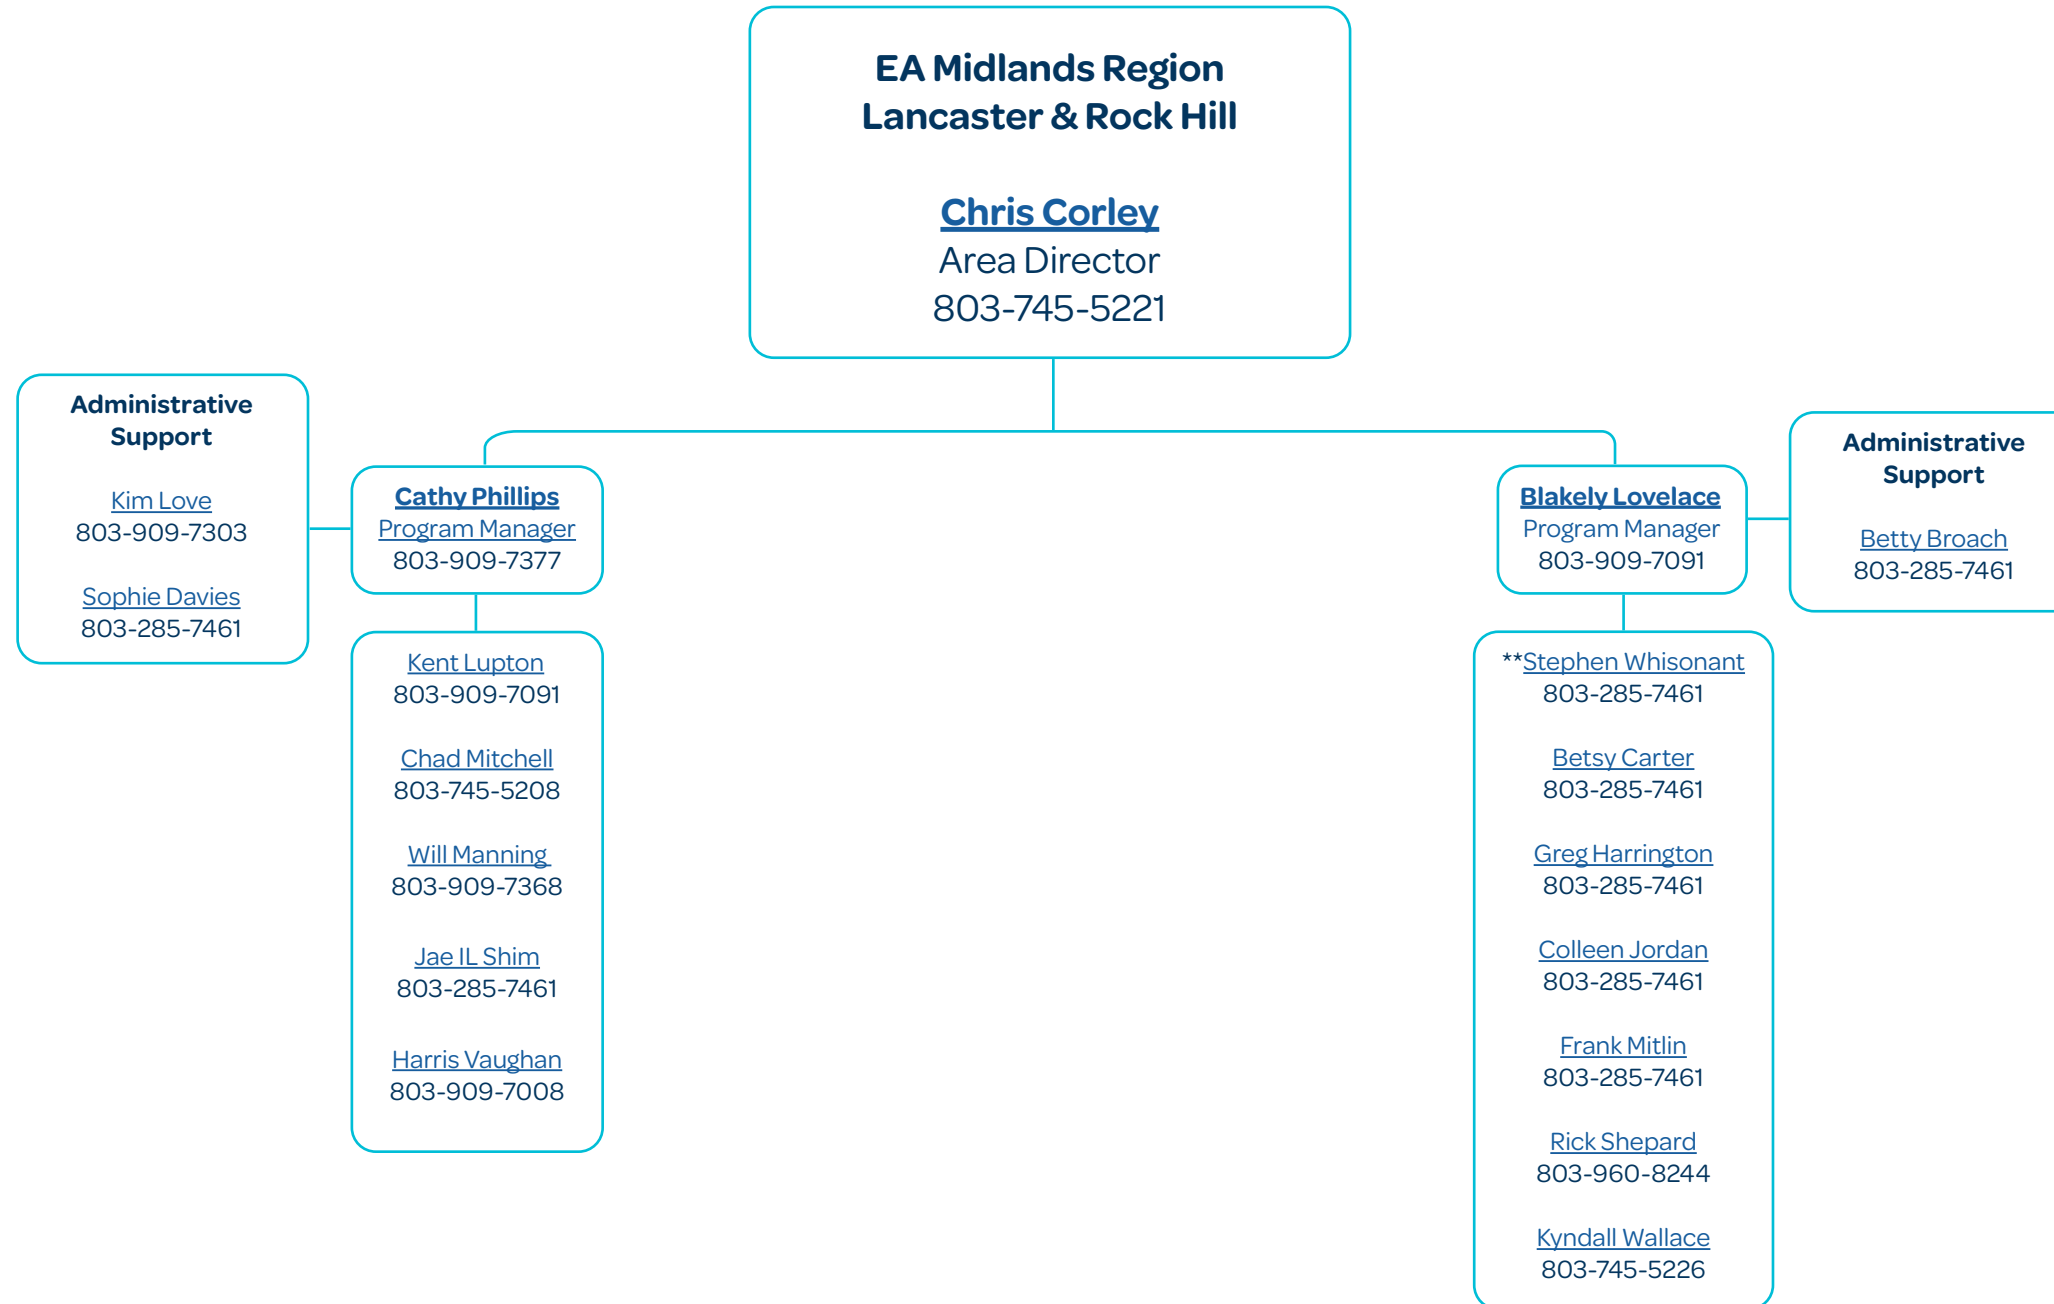 EA Midlands Region
Lancaster & Rock Hill
Chris Corley
Area Director
803-745-5221
Administrative
Support
Kim Love
803-909-7303
Sophie Davies
803-285-7461
Cathy Phillips
Program Manager
803-909-7377
Kent Lupton
803-909-7091
Chad Mitchell
803-745-5208
Will Manning
803-909-7368
Jae IL Shim
803-285-7461
Harris Vaughan
803-909-7008
Blakely Lovelace
Program Manager
803-909-7091
Administrative
Support
Betty Broach
803-285-7461
**Stephen Whisonant
803-285-7461
Betsy Carter
803-285-7461
Greg Harrington
803-285-7461
Colleen Jordan
803-285-7461
Frank Mitlin
803-285-7461
Rick Shepard
803-960-8244
Kyndall Wallace
803-745-5226